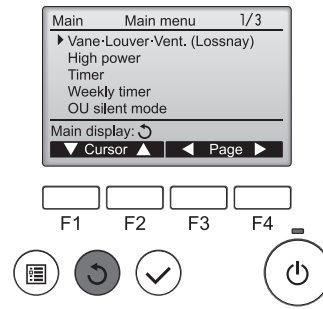 Main Main menu 1/3
Vane·Louver·Vent. (Lossnay)
High power
Timer
Weekly timer
OU silent mode
Main display:
▼ Cursor ▲ ◀ Page ▶
F1 F2 F3 F4